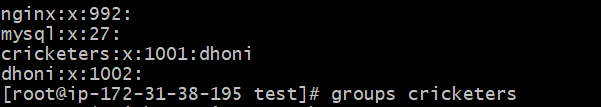 nginx:x:992:
mysql:x:27:
cricketers:x:1001:dhoni
dhoni:x:1002:
[root@ip-172-31-38-195 test]# groups cricketers